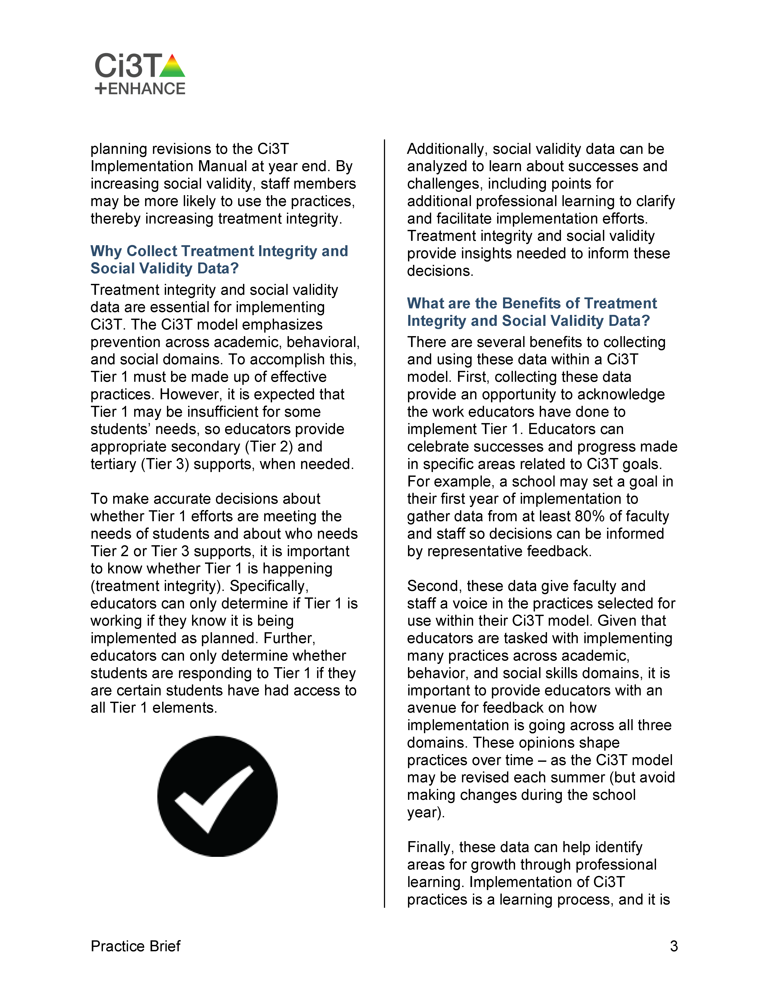 Ci3T
+ENHANCE
planning revisions to the Ci3T
Implementation Manual at year end. By
increasing social validity, staff members
may be more likely to use the practices,
thereby increasing treatment integrity.
Why Collect Treatment Integrity and
Social Validity Data?
Treatment integrity and social validity
data are essential for implementing
Ci3T. The Ci3T model emphasizes
prevention across academic, behavioral,
and social domains. To accomplish this,
Tier 1 must be made up of effective
practices. However, it is expected that
Tier 1 may be insufficient for some
students’ needs, so educators provide
appropriate secondary (Tier 2) and
tertiary (Tier 3) supports, when needed.
To make accurate decisions about
whether Tier 1 efforts are meeting the
needs of students and about who needs
Tier 2 or Tier 3 supports, it is important
to know whether Tier 1 is happening
(treatment integrity). Specifically,
educators can only determine if Tier 1 is
working if they know it is being
implemented as planned. Further,
educators can only determine whether
students are responding to Tier 1 if they
are certain students have had access to
all Tier 1 elements.
Additionally, social validity data can be
analyzed to learn about successes and
challenges, including points for
additional professional learning to clarify
and facilitate implementation efforts.
Treatment integrity and social validity
provide insights needed to inform these
decisions.
What are the Benefits of Treatment
Integrity and Social Validity Data?
There are several benefits to collecting
and using these data within a Ci3T
model. First, collecting these data
provide an opportunity to acknowledge
the work educators have done to
implement Tier 1. Educators can
celebrate successes and progress made
in specific areas related to Ci3T goals.
For example, a school may set a goal in
their first year of implementation to
gather data from at least 80% of faculty
and staff so decisions can be informed
by representative feedback.
Second, these data give faculty and
staff a voice in the practices selected for
use within their Ci3T model. Given that
educators are tasked with implementing
many practices across academic,
behavior, and social skills domains, it is
important to provide educators with an
avenue for feedback on how
implementation is going across all three
domains. These opinions shape
practices over time – as the Ci3T model
may be revised each summer (but avoid
making changes during the school
year).
Finally, these data can help identify
areas for growth through professional
learning. Implementation of Ci3T
practices is a learning process, and it is
Practice Brief
3